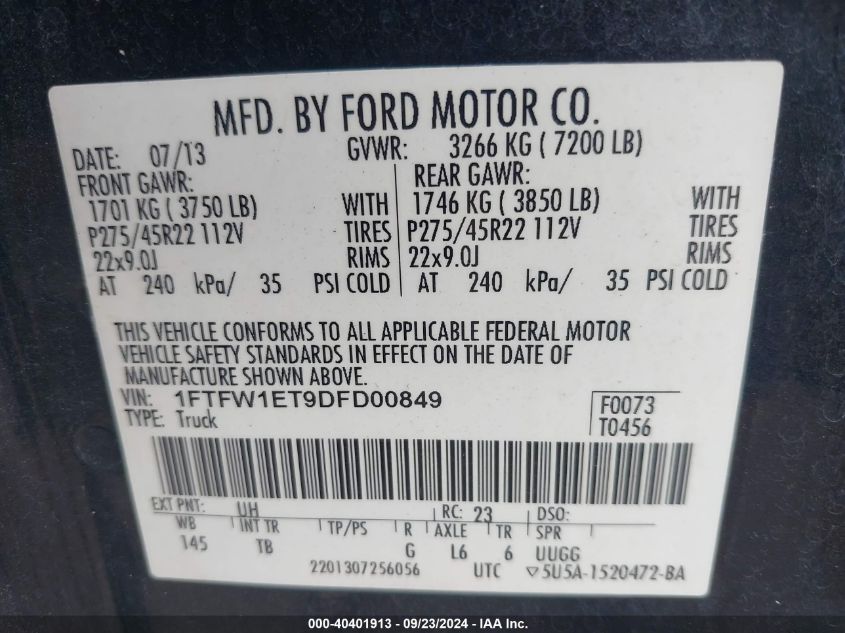 MFD. BY FORD MOTOR CO.
DATE: 07/13 GVWR: 3266 KG ( 7200 LB)
FRONT GAWR: REAR GAWR:
1701 KG ( 3750 LB) WITH 1746 KG ( 3850 LB) WITH
P275/45R22 112V TIRES P275/45R22 112V TIRES
22x9.0J RIMS 22x9.0J RIMS
AT 240 kPa/ 35 PSI COLD AT 240 kPa/ 35 PSI COLD
THIS VEHICLE CONFORMS TO ALL APPLICABLE FEDERAL MOTOR
VEHICLE SAFETY STANDARDS IN EFFECT ON THE DATE OF
MANUFACTURE SHOWN ABOVE.
VIN: 1FTFW1ET9DFD00849 F0073
TYPE: Truck T0456
EXT PNT: UH RC: 23 DSO:
WB INT TR TP/PS R AXLE TR SPR
145 TB G L6 6 UUGG
2201307256056 UTC ▽5U5A-1520472-BA
000-40401913 - 09/23/2024 - IAA Inc.